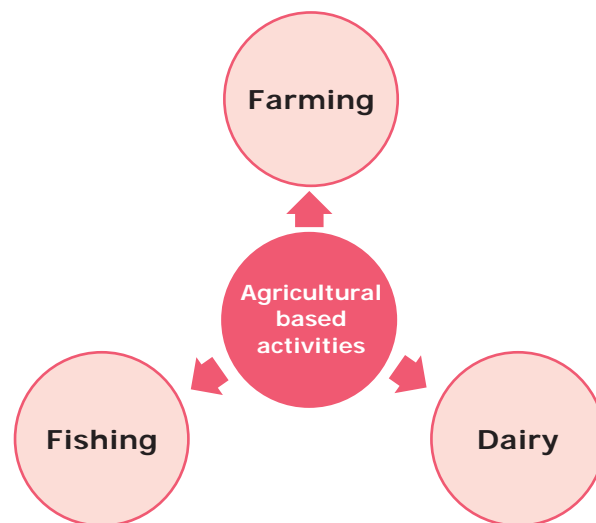 Farming
Agricultural
based
activities
Fishing
Dairy